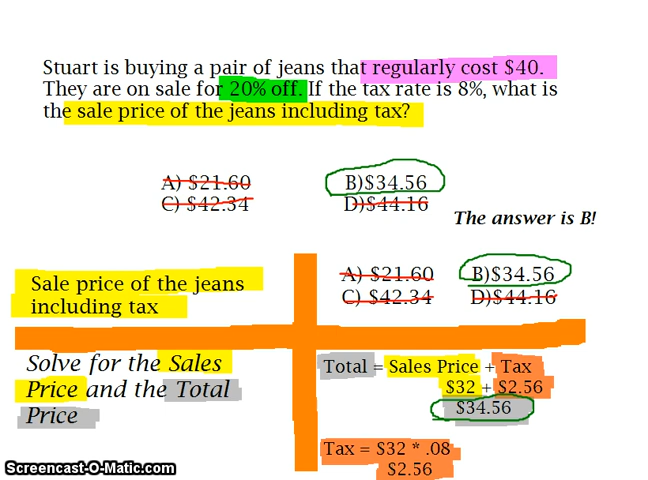 Stuart is buying a pair of jeans that regularly cost $40.
They are on sale for 20% off. If the tax rate is 8%, what is
the sale price of the jeans including tax?
A) $21.60 B)$34.56
C) $42.34 D)$44.16
The answer is B!
Sale price of the jeans
including tax
A) $21.60 B)$34.56
C) $42.34 D)$44.16
Solve for the Sales
Price and the Total
Price
Total = Sales Price + Tax
$32 + $2.56
$34.56
Tax = $32 * .08
$2.56
Screencast-O-Matic.com